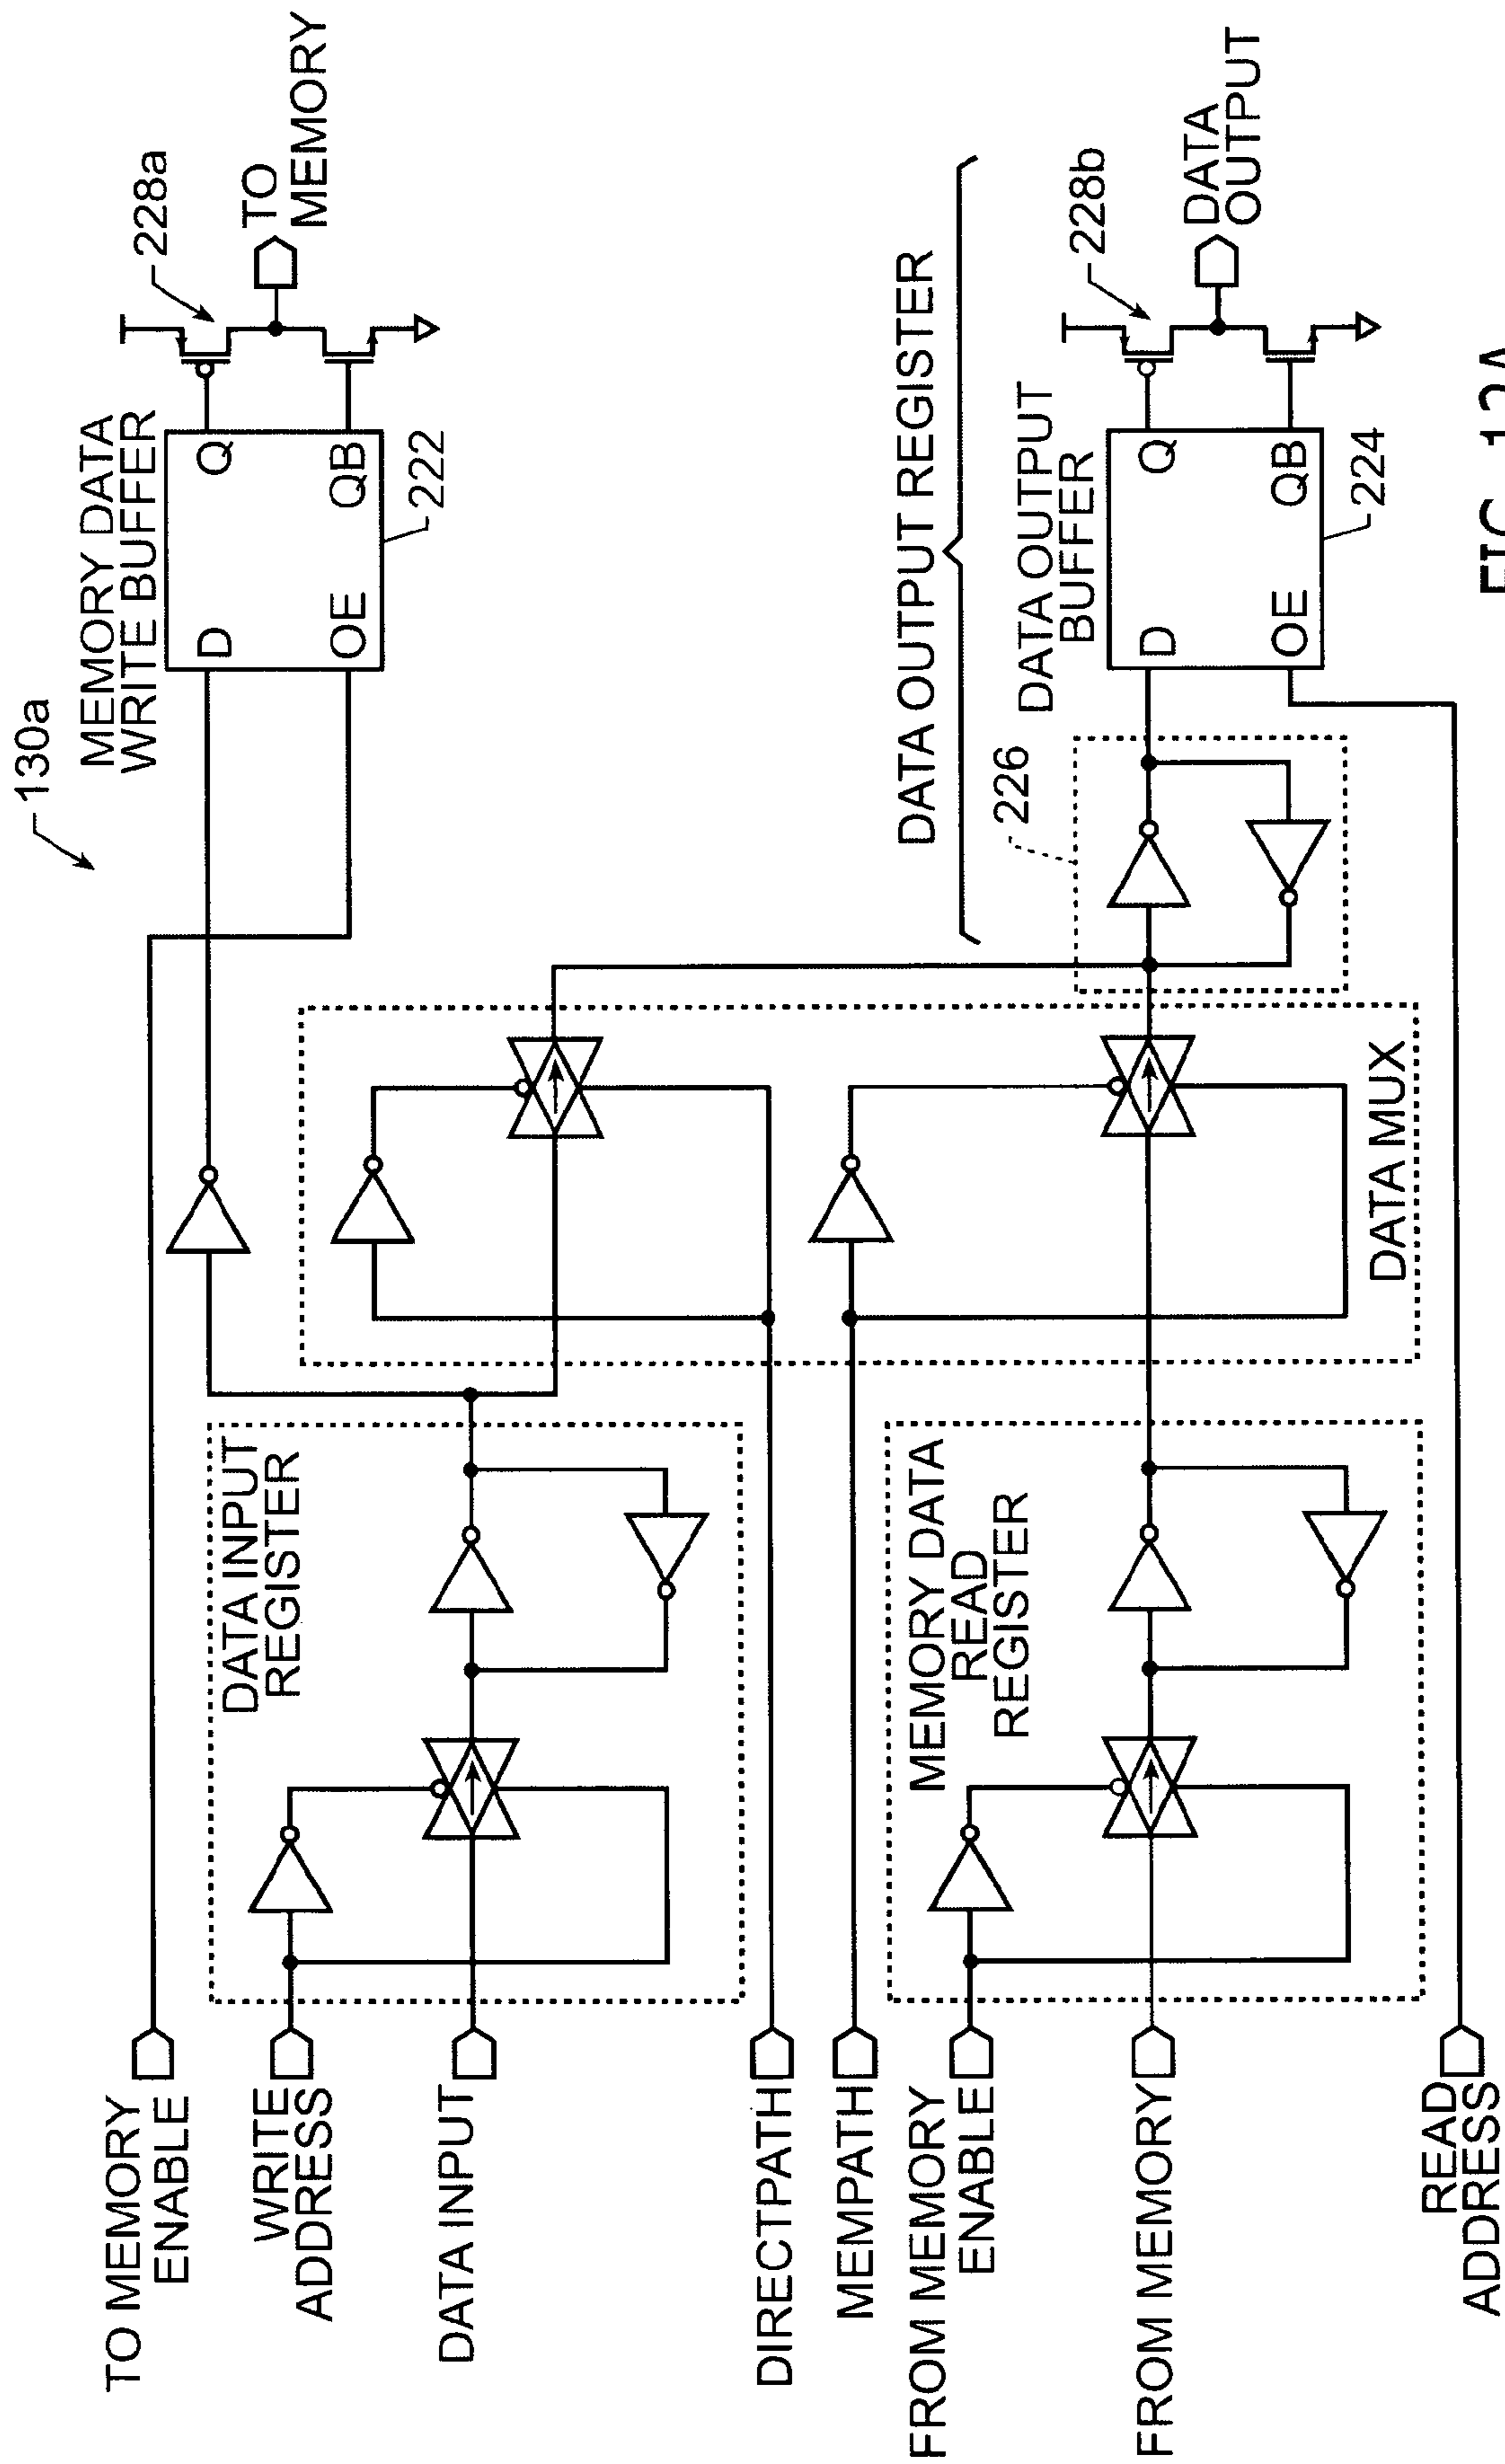 130a
MEMORY DATA
WRITE BUFFER
D
Q
OE
QB
222
228a
TO
MEMORY
TO MEMORY
ENABLE
WRITE
ADDRESS
DATA INPUT
DATA INPUT
REGISTER
DIRECTPATH
MEMPATH
FROM MEMORY
ENABLE
FROM MEMORY
MEMORY DATA
READ
REGISTER
DATA MUX
DATA OUTPUT REGISTER
226
DATA OUTPUT
BUFFER
D
Q
OE
QB
224
228b
DATA
OUTPUT
READ
ADDRESS
FIG. 12A